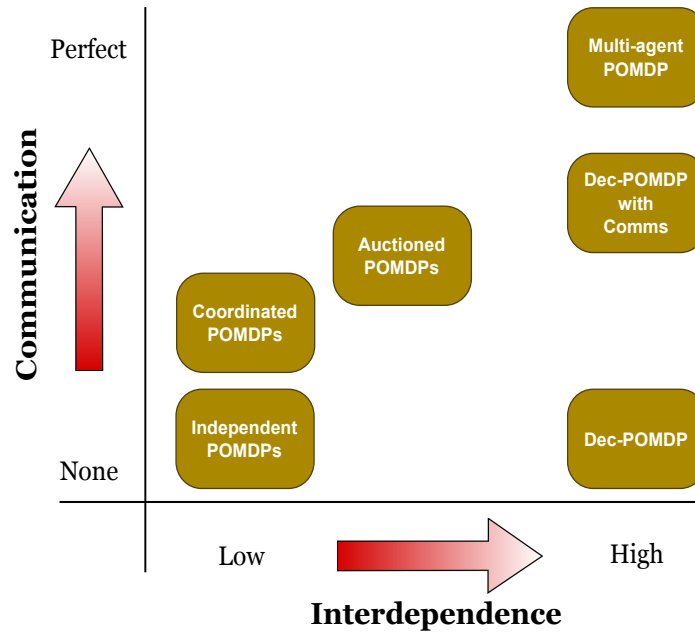 Perfect
Multi-agent
POMDP
Communication
Dec-POMDP
with
Comms
Auctioned
POMDPs
Coordinated
POMDPs
Independent
POMDPs
Dec-POMDP
None
Low
High
Interdependence